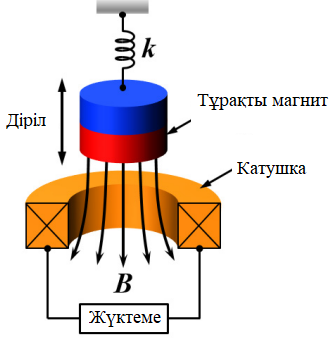 k
Тұрақты магнит
Діріл
Катушка
B
Жүктеме